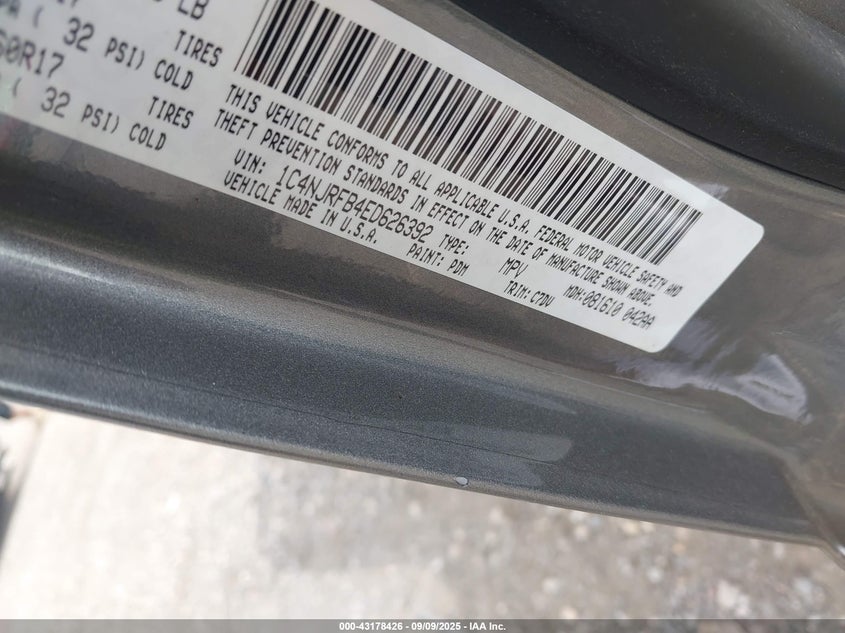 LB
( 32 PSI) COLD TIRES
60R17
( 32 PSI) COLD TIRES
THIS VEHICLE CONFORMS TO ALL APPLICABLE U.S.A. FEDERAL MOTOR VEHICLE SAFETY AND
THEFT PREVENTION STANDARDS IN EFFECT ON THE DATE OF MANUFACTURE SHOWN ABOVE.
VIN: 1C4NJRFB4ED626392 TYPE: MPV MDH:081610 042AA
VEHICLE MADE IN U.S.A. PAINT: PDM TRIM: C7DV
000-43178426 - 09/09/2025 - IAA Inc.